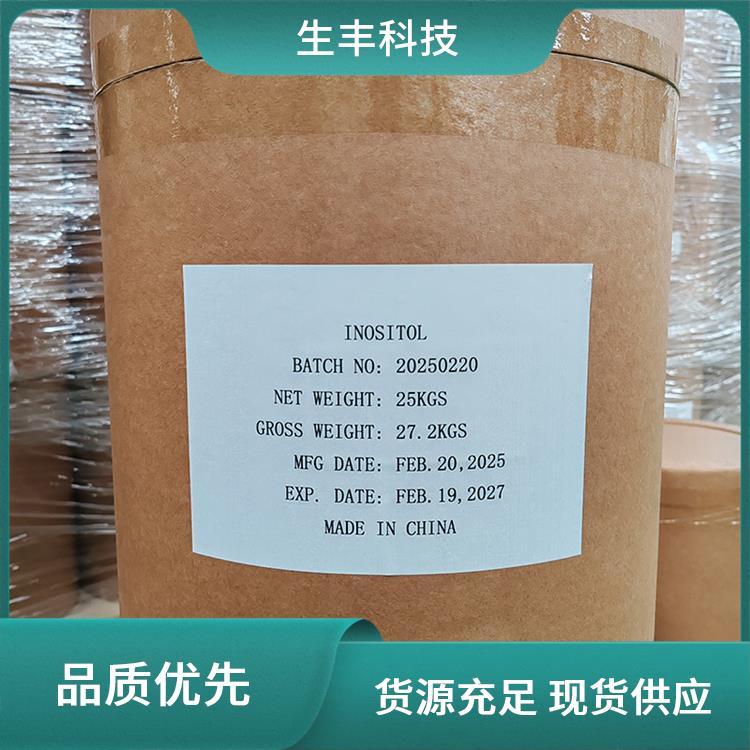 生丰科技
INOSITOL
BATCH NO: 20250220
NET WEIGHT: 25KGS
GROSS WEIGHT: 27.2KGS
MFG DATE: FEB.20,2025
EXP. DATE: FEB.19,2027
MADE IN CHINA
品质优先
货源充足 现货供应